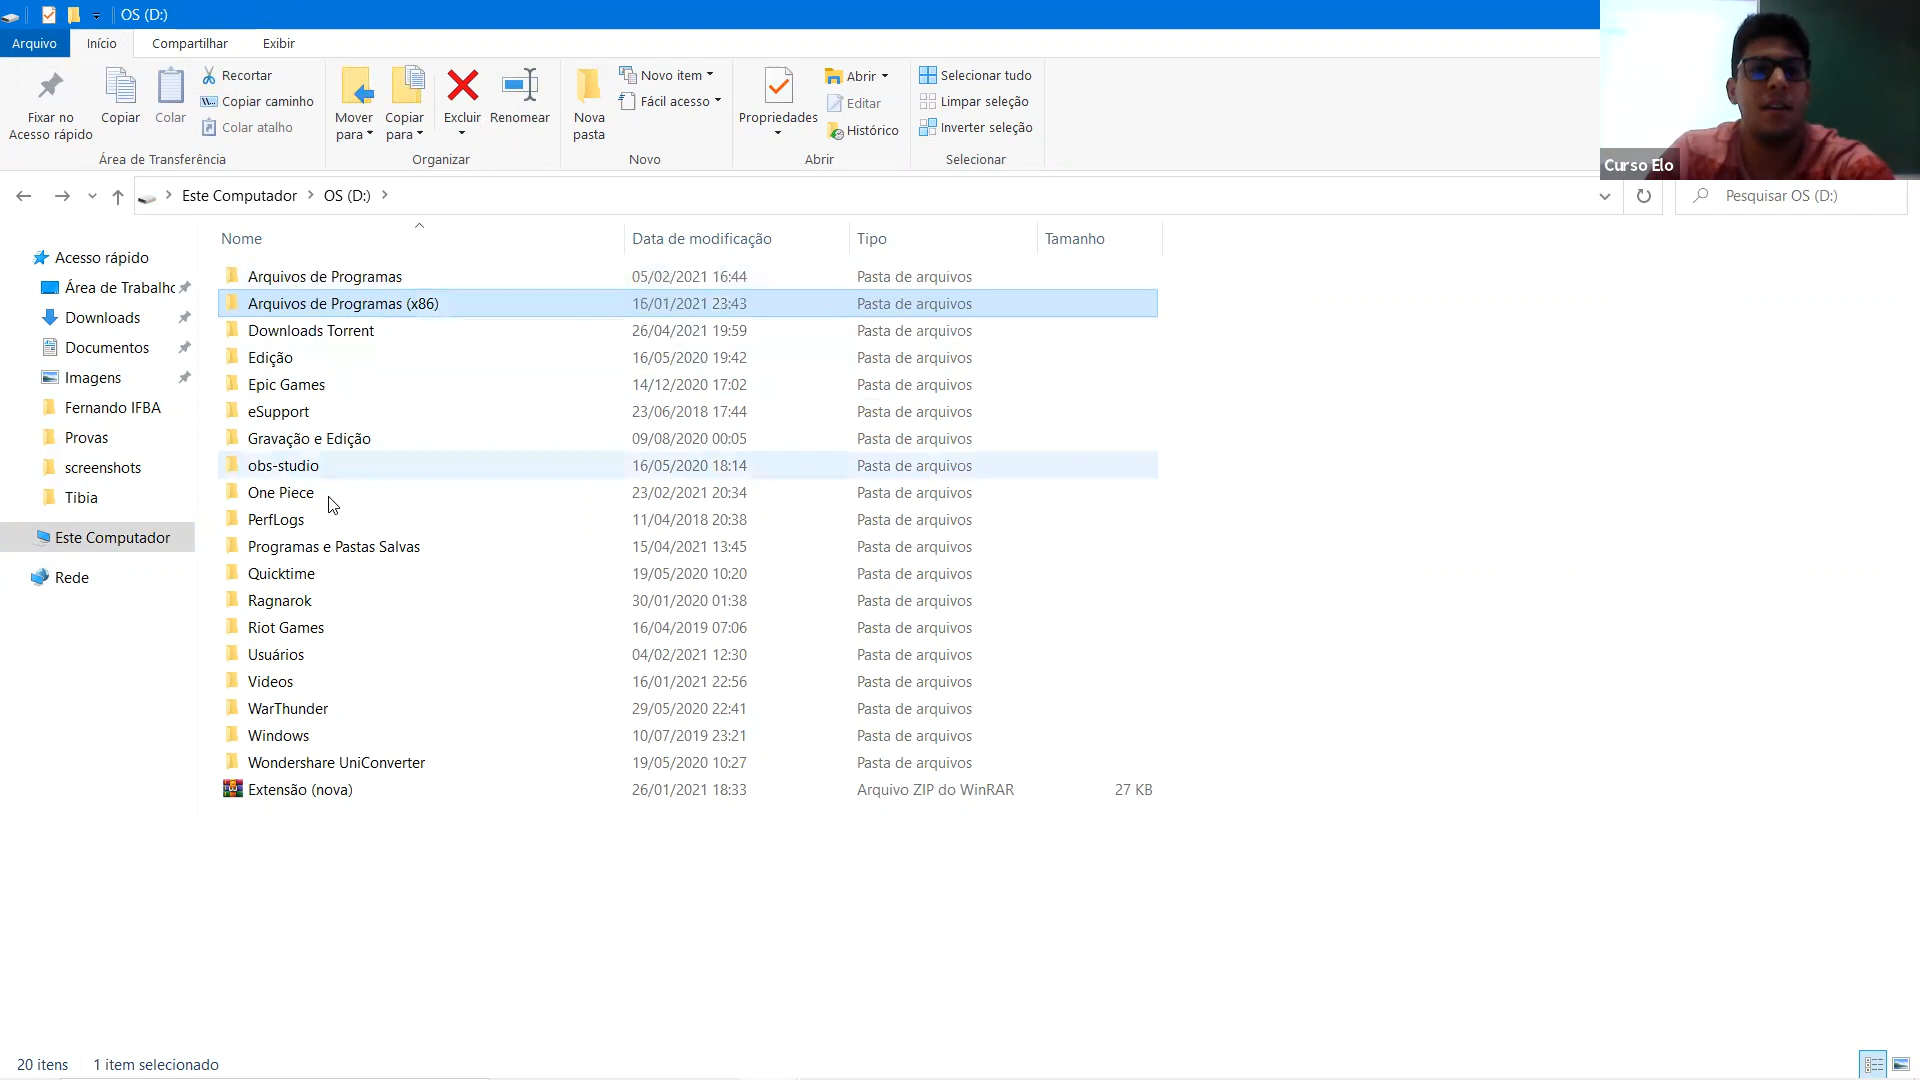 OS (D:)
Arquivo Início Compartilhar Exibir
Fixar no Acesso rápido
Copiar
Colar
Recortar
Copiar caminho
Colar atalho
Área de Transferência
Mover para
Copiar para
Excluir
Renomear
Organizar
Nova pasta
Novo item
Fácil acesso
Novo
Propriedades
Abrir
Editar
Histórico
Abrir
Selecionar tudo
Limpar seleção
Inverter seleção
Selecionar
Curso Elo
Este Computador OS (D:)
Pesquisar OS (D:)
Acesso rápido
Área de Trabalho
Downloads
Documentos
Imagens
Fernando IFBA
Provas
screenshots
Tibia
Este Computador
Rede
Nome Data de modificação Tipo Tamanho
Arquivos de Programas 05/02/2021 16:44 Pasta de arquivos
Arquivos de Programas (x86) 16/01/2021 23:43 Pasta de arquivos
Downloads Torrent 26/04/2021 19:59 Pasta de arquivos
Edição 16/05/2020 19:42 Pasta de arquivos
Epic Games 14/12/2020 17:02 Pasta de arquivos
eSupport 23/06/2018 17:44 Pasta de arquivos
Gravação e Edição 09/08/2020 00:05 Pasta de arquivos
obs-studio 16/05/2020 18:14 Pasta de arquivos
One Piece 23/02/2021 20:34 Pasta de arquivos
PerfLogs 11/04/2018 20:38 Pasta de arquivos
Programas e Pastas Salvas 15/04/2021 13:45 Pasta de arquivos
Quicktime 19/05/2020 10:20 Pasta de arquivos
Ragnarok 30/01/2020 01:38 Pasta de arquivos
Riot Games 16/04/2019 07:06 Pasta de arquivos
Usuários 04/02/2021 12:30 Pasta de arquivos
Videos 16/01/2021 22:56 Pasta de arquivos
WarThunder 29/05/2020 22:41 Pasta de arquivos
Windows 10/07/2019 23:21 Pasta de arquivos
Wondershare UniConverter 19/05/2020 10:27 Pasta de arquivos
Extensão (nova) 26/01/2021 18:33 Arquivo ZIP do WinRAR 27 KB
20 itens 1 item selecionado